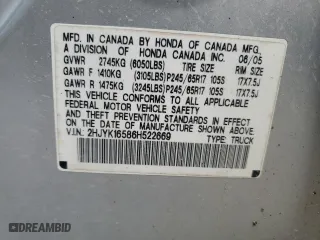 MFD. IN CANADA BY HONDA OF CANADA MFG.
A DIVISION OF HONDA CANADA INC. 06/05
GVWR 2745KG (6050LBS) TIRE SIZE RIM SIZE
GAWR F 1410KG (3105LBS)P245/65R17 105S 17X7.5J
GAWR R 1475KG (3245LBS)P245/65R17 105S 17X7.5J
THIS VEHICLE CONFORMS TO ALL APPLICABLE
FEDERAL MOTOR VEHICLE SAFETY
AND THEFT PREVENTION STANDARDS IN EFFECT
ON THE DATE OF MANUFACTURE SHOWN ABOVE.
V.I.N. 2HJYK16586H522669 TYPE: TRUCK